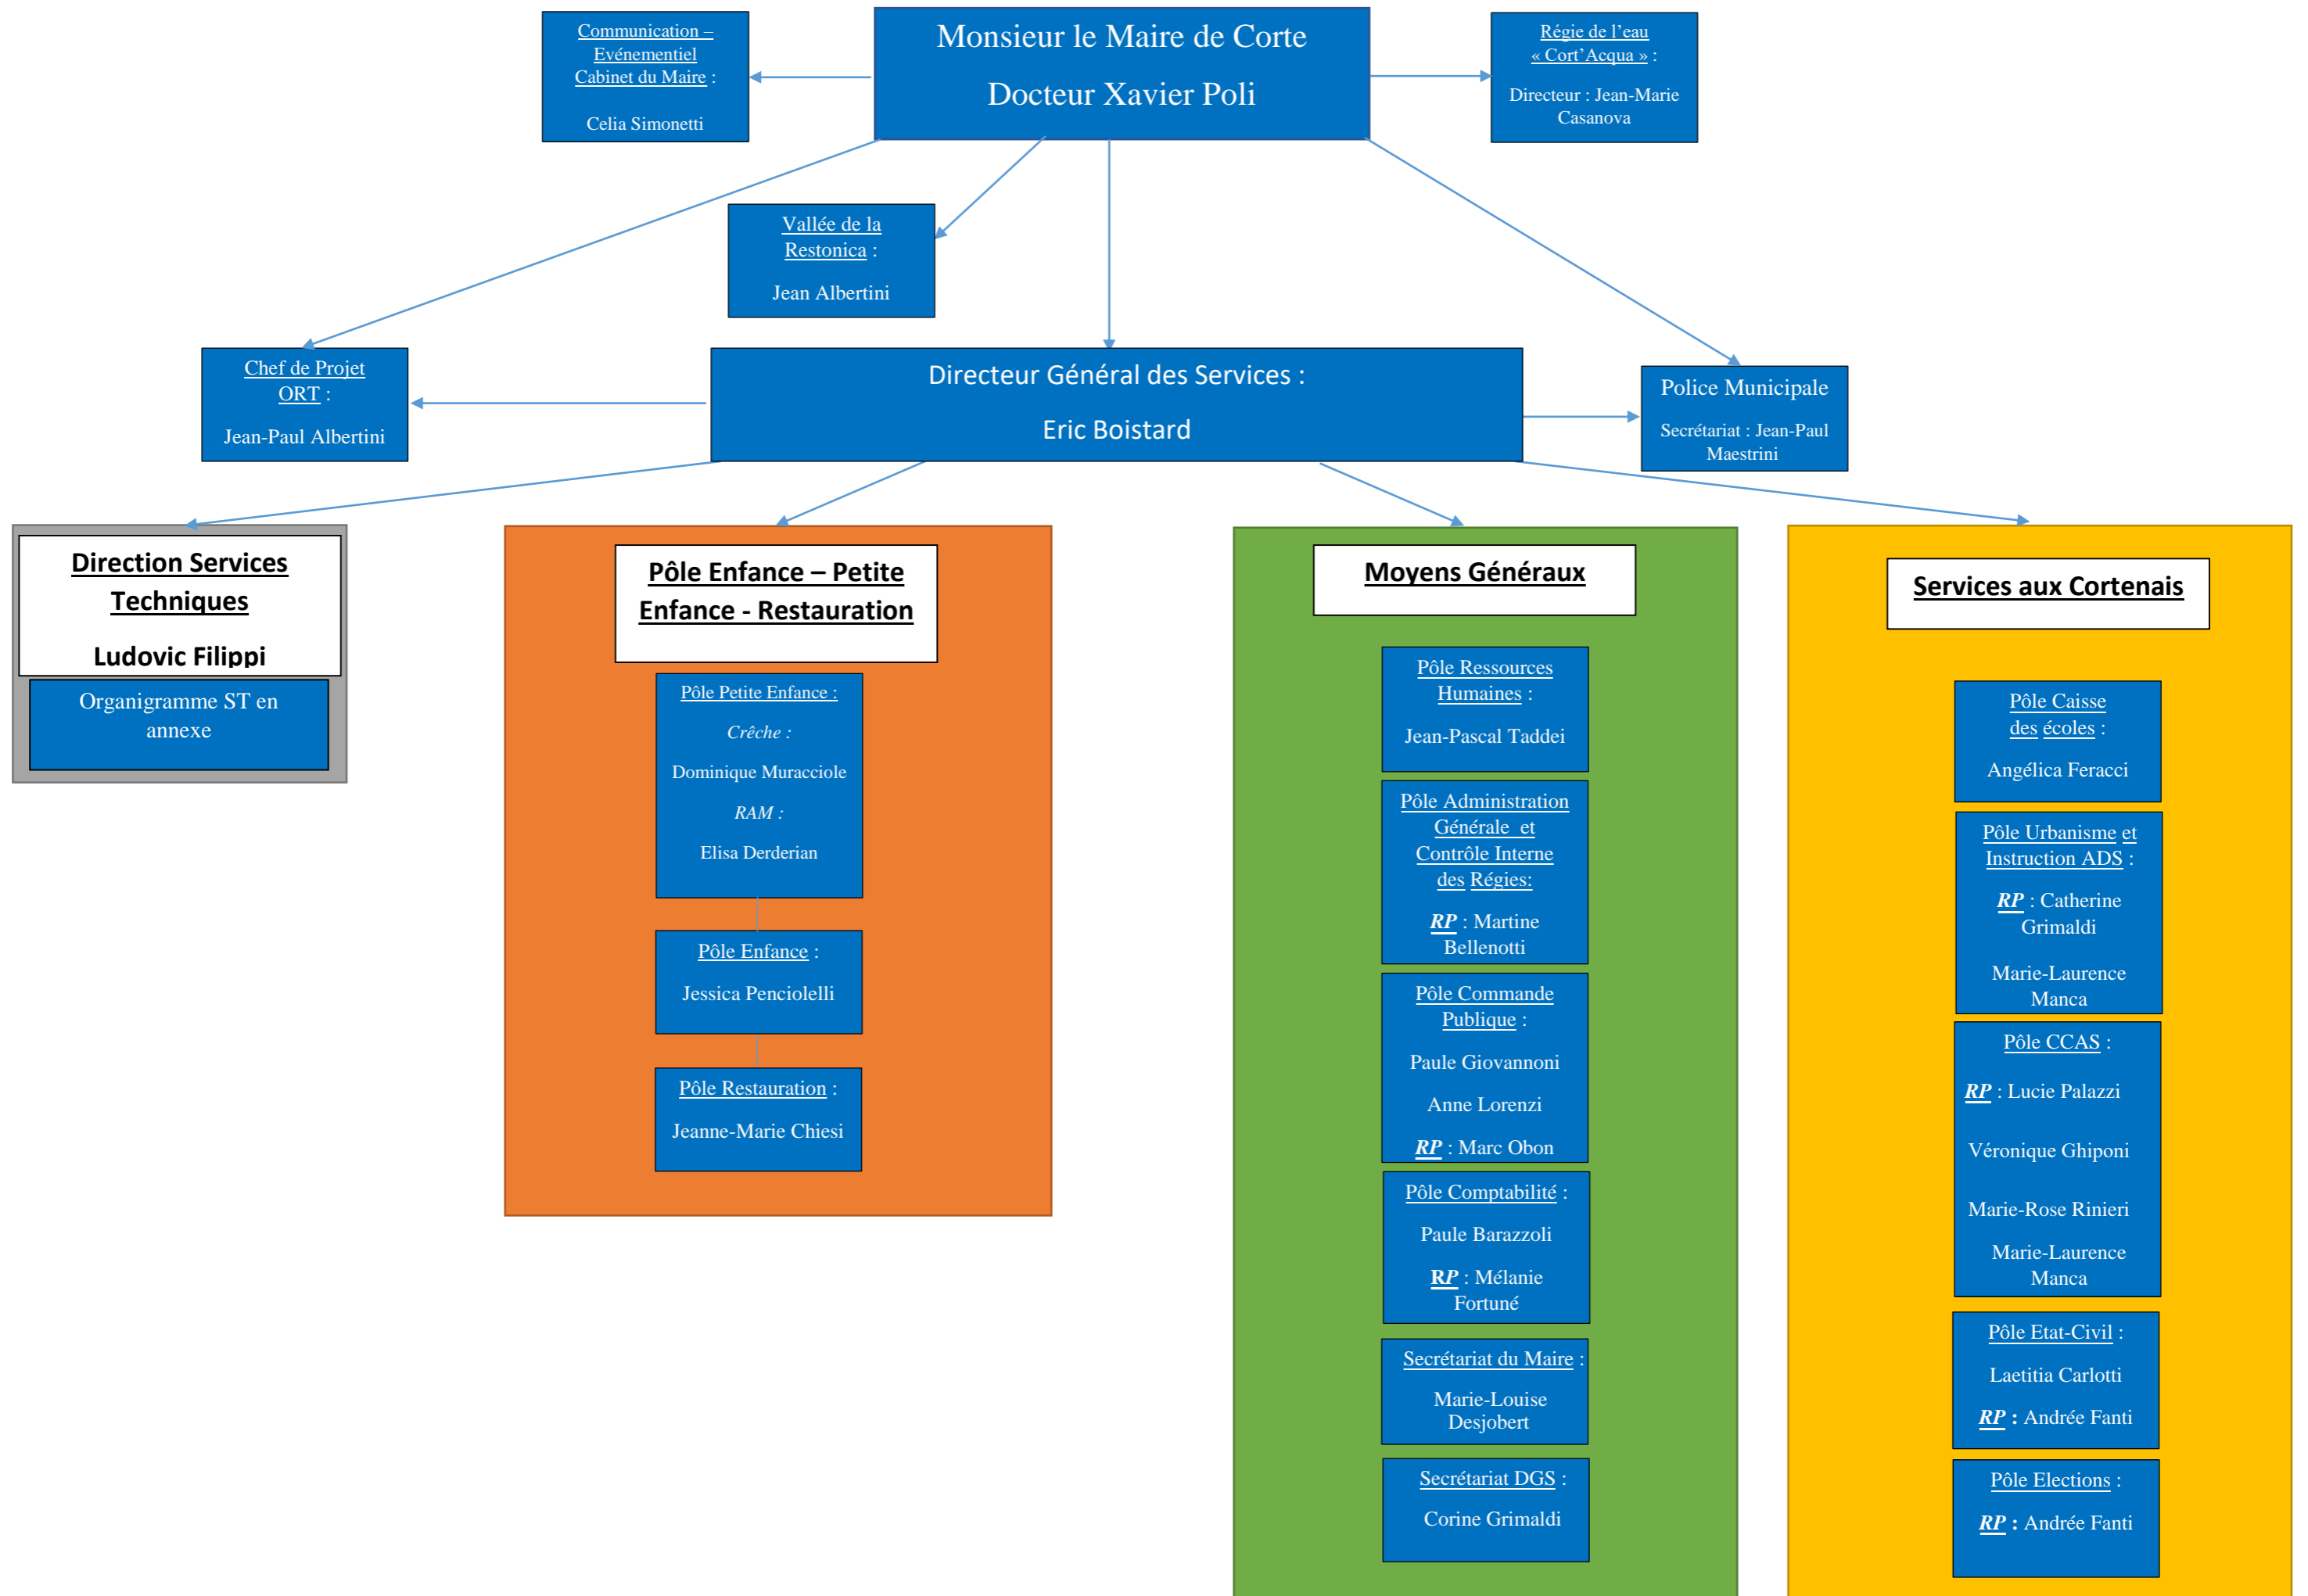 Communication –
Evénementiel
Cabinet du Maire :
Celia Simonetti
Monsieur le Maire de Corte
Docteur Xavier Poli
Régie de l’eau
« Cort’Acqua » :
Directeur : Jean-Marie
Casanova
Vallée de la
Restonica :
Jean Albertini
Chef de Projet
ORT :
Jean-Paul Albertini
Directeur Général des Services :
Eric Boistard
Police Municipale
Secrétariat : Jean-Paul
Maestrini
Direction Services
Techniques
Ludovic Filippi
Organigramme ST en
annexe
Pôle Enfance – Petite
Enfance - Restauration
Pôle Petite Enfance :
Crêche :
Dominique Muracciole
RAM :
Elisa Derderian
Pôle Enfance :
Jessica Penciolelli
Pôle Restauration :
Jeanne-Marie Chiesi
Moyens Généraux
Pôle Ressources
Humaines :
Jean-Pascal Taddei
Pôle Administration
Générale et
Contrôle Interne
des Régies:
RP : Martine
Bellenotti
Pôle Commande
Publique :
Paule Giovannoni
Anne Lorenzi
RP : Marc Obon
Pôle Comptabilité :
Paule Barazzoli
RP : Mélanie
Fortuné
Secrétariat du Maire :
Marie-Louise
Desjobert
Secrétariat DGS :
Corine Grimaldi
Services aux Cortenais
Pôle Caisse
des écoles :
Angélica Feracci
Pôle Urbanisme et
Instruction ADS :
RP : Catherine
Grimaldi
Marie-Laurence
Manca
Pôle CCAS :
RP : Lucie Palazzi
Véronique Ghiponi
Marie-Rose Rinieri
Marie-Laurence
Manca
Pôle Etat-Civil :
Laetitia Carlotti
RP : Andrée Fanti
Pôle Elections :
RP : Andrée Fanti